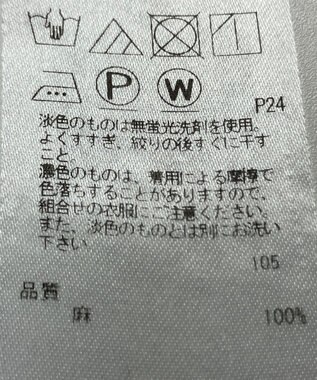 P W
P24
淡色のものは無蛍光洗剤を使用。
よくすすぎ、絞りの後すぐに干す
こと。
濃色のものは、着用による摩擦で
色落ちすることがありますので、
組合せの衣服にご注意ください。
また、淡色のものとは別にお洗い
下さい
105
品質
麻 100%